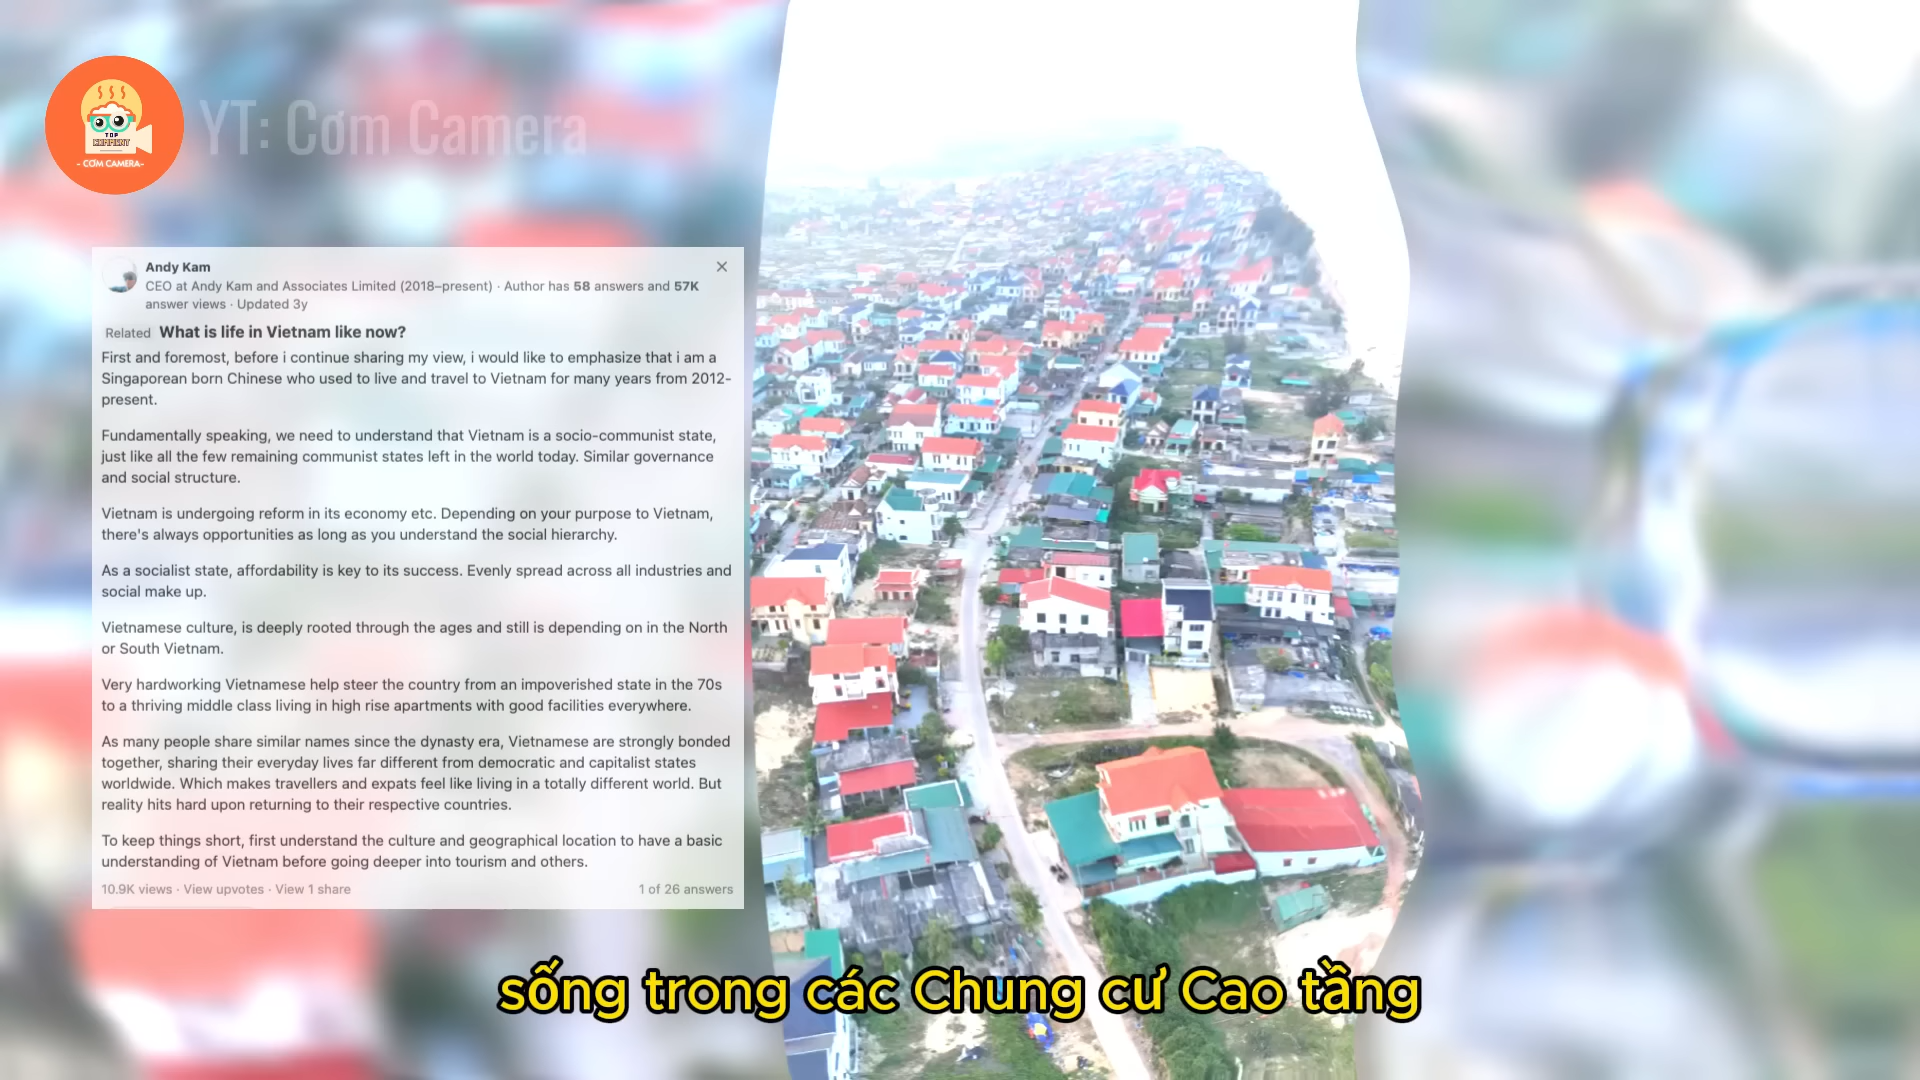 TOP
COMMENT
- CƠM CAMERA-
YT: Cơm Camera
Andy Kam
CEO at Andy Kam and Associates Limited (2018–present) · Author has 58 answers and 57K
answer views · Updated 3y
Related What is life in Vietnam like now?
First and foremost, before i continue sharing my view, i would like to emphasize that i am a
Singaporean born Chinese who used to live and travel to Vietnam for many years from 2012-
present.
Fundamentally speaking, we need to understand that Vietnam is a socio-communist state,
just like all the few remaining communist states left in the world today. Similar governance
and social structure.
Vietnam is undergoing reform in its economy etc. Depending on your purpose to Vietnam,
there's always opportunities as long as you understand the social hierarchy.
As a socialist state, affordability is key to its success. Evenly spread across all industries and
social make up.
Vietnamese culture, is deeply rooted through the ages and still is depending on in the North
or South Vietnam.
Very hardworking Vietnamese help steer the country from an impoverished state in the 70s
to a thriving middle class living in high rise apartments with good facilities everywhere.
As many people share similar names since the dynasty era, Vietnamese are strongly bonded
together, sharing their everyday lives far different from democratic and capitalist states
worldwide. Which makes travellers and expats feel like living in a totally different world. But
reality hits hard upon returning to their respective countries.
To keep things short, first understand the culture and geographical location to have a basic
understanding of Vietnam before going deeper into tourism and others.
10.9K views · View upvotes · View 1 share
1 of 26 answers
sống trong các Chung cư Cao tầng